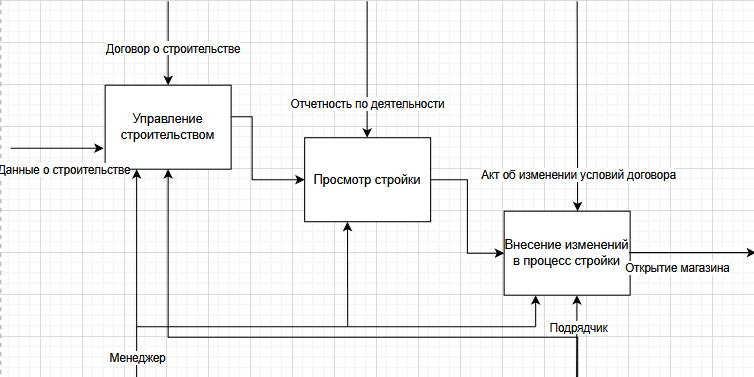 Договор о строительстве
Управление
строительством
Данные о строительстве
Отчетность по деятельности
Просмотр стройки
Акт об изменении условий договора
Внесение изменений
в процесс стройки
Открытие магазина
Подрядчик
Менеджер